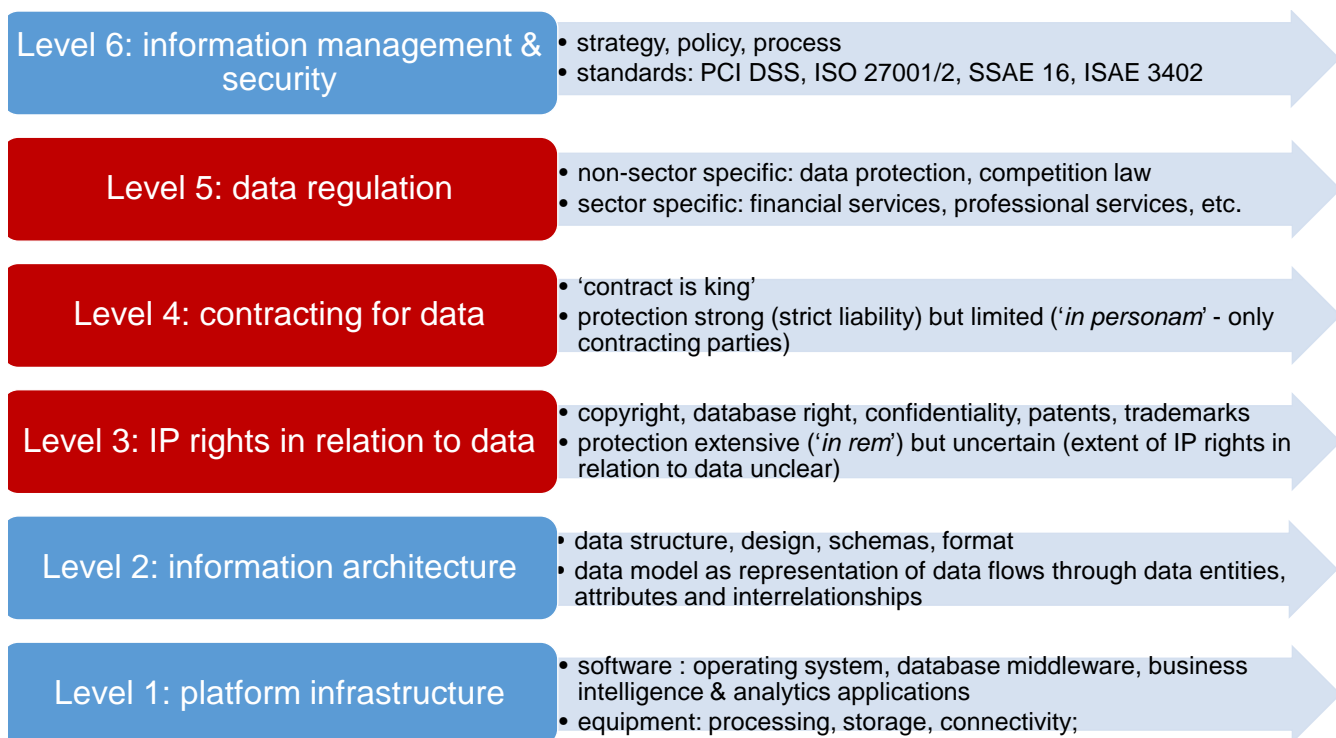 Level 6: information management &
security
• strategy, policy, process
• standards: PCI DSS, ISO 27001/2, SSAE 16, ISAE 3402
Level 5: data regulation
• non-sector specific: data protection, competition law
• sector specific: financial services, professional services, etc.
Level 4: contracting for data
• ‘contract is king’
• protection strong (strict liability) but limited (‘in personam’ - only
contracting parties)
Level 3: IP rights in relation to data
• copyright, database right, confidentiality, patents, trademarks
• protection extensive (‘in rem’) but uncertain (extent of IP rights in
relation to data unclear)
Level 2: information architecture
• data structure, design, schemas, format
• data model as representation of data flows through data entities,
attributes and interrelationships
Level 1: platform infrastructure
• software : operating system, database middleware, business
intelligence & analytics applications
• equipment: processing, storage, connectivity;